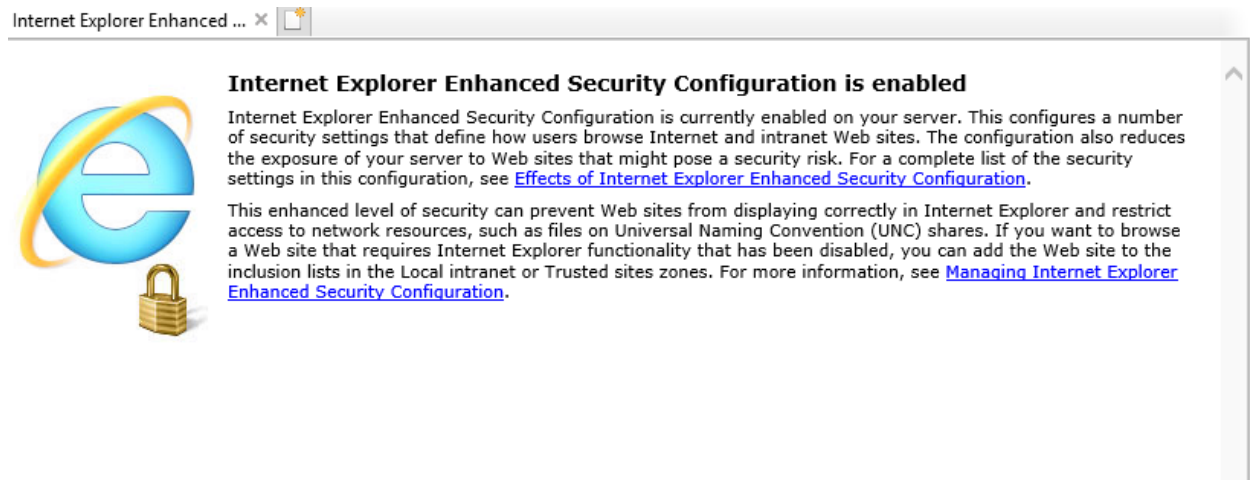 Internet Explorer Enhanced ...
Internet Explorer Enhanced Security Configuration is enabled
Internet Explorer Enhanced Security Configuration is currently enabled on your server. This configures a number
of security settings that define how users browse Internet and intranet Web sites. The configuration also reduces
the exposure of your server to Web sites that might pose a security risk. For a complete list of the security
settings in this configuration, see Effects of Internet Explorer Enhanced Security Configuration.
This enhanced level of security can prevent Web sites from displaying correctly in Internet Explorer and restrict
access to network resources, such as files on Universal Naming Convention (UNC) shares. If you want to browse
a Web site that requires Internet Explorer functionality that has been disabled, you can add the Web site to the
inclusion lists in the Local intranet or Trusted sites zones. For more information, see Managing Internet Explorer
Enhanced Security Configuration.